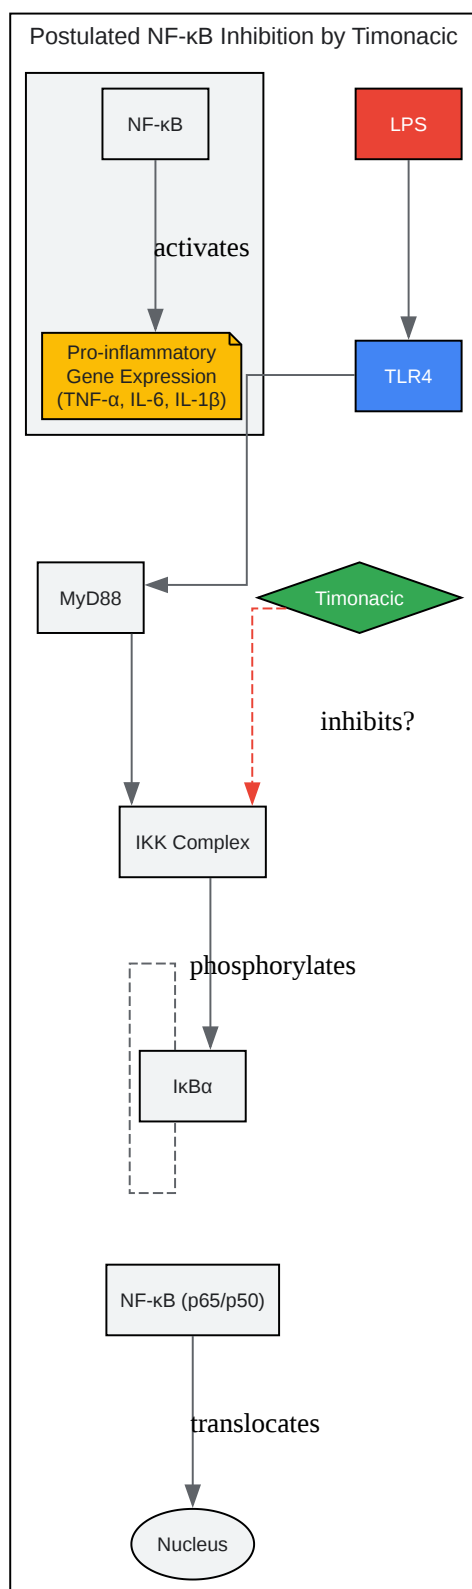 Postulated NF-κB Inhibition by Timonacic
NF-κB
LPS
activates
Pro-inflammatory
Gene Expression
(TNF-α, IL-6, IL-1β)
TLR4
MyD88
Timonacic
inhibits?
IKK Complex
phosphorylates
IκBα
NF-κB (p65/p50)
translocates
Nucleus